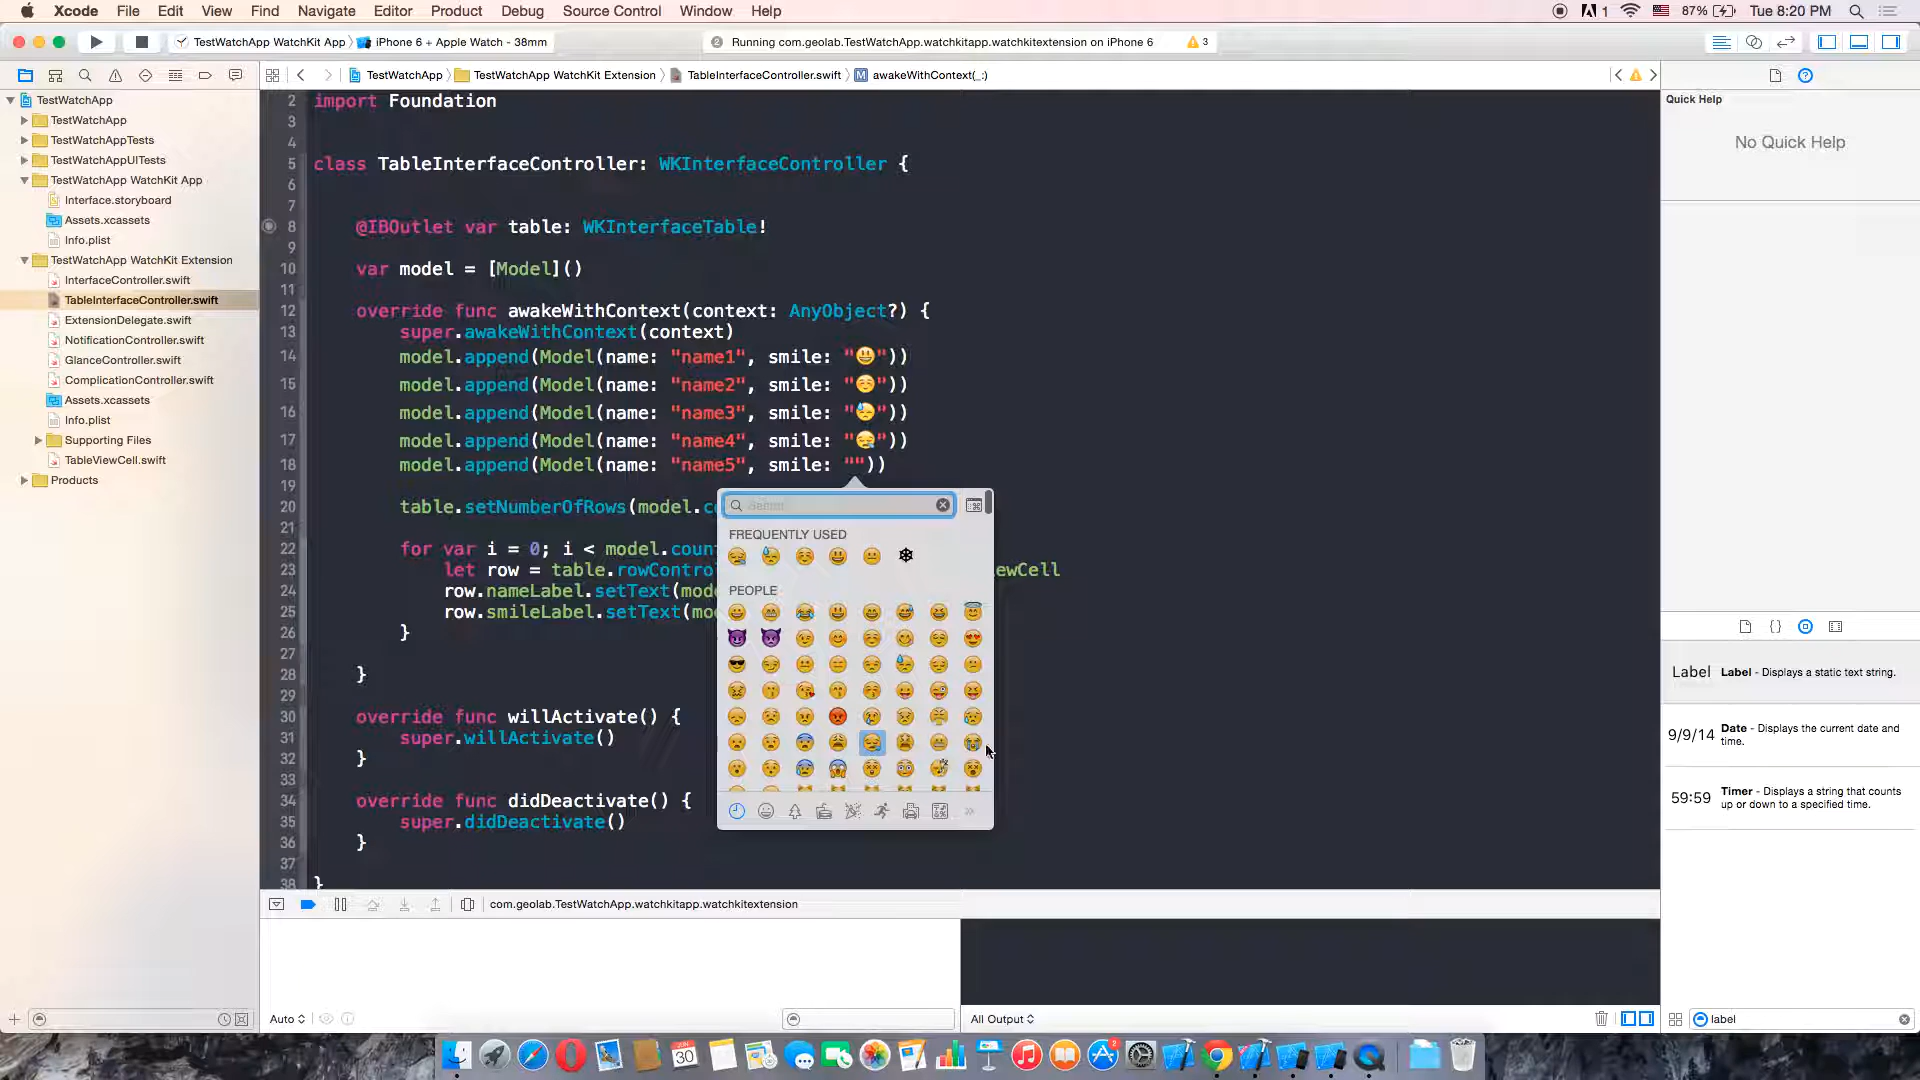 Xcode File Edit View Find Navigate Editor Product Debug Source Control Window Help
1 87% Tue 8:20 PM
TestWatchApp WatchKit App iPhone 6 + Apple Watch - 38mm
2 Running com.geolab.TestWatchApp.watchkitapp.watchkitextension on iPhone 6 3
TestWatchApp TestWatchApp WatchKit Extension TableInterfaceController.swift M awakeWithContext(_:)
TestWatchApp
TestWatchApp
TestWatchAppTests
TestWatchAppUITests
TestWatchApp WatchKit App
Interface.storyboard
Assets.xcassets
Info.plist
TestWatchApp WatchKit Extension
InterfaceController.swift
TableInterfaceController.swift
ExtensionDelegate.swift
NotificationController.swift
GlanceController.swift
ComplicationController.swift
Assets.xcassets
Info.plist
Supporting Files
TableViewCell.swift
Products
2 import Foundation
3
4
5 class TableInterfaceController: WKInterfaceController {
6
7
8 @IBOutlet var table: WKInterfaceTable!
9
10 var model = [Model]()
11
12 override func awakeWithContext(context: AnyObject?) {
13 super.awakeWithContext(context)
14 model.append(Model(name: "name1", smile: "😃"))
15 model.append(Model(name: "name2", smile: "☺️"))
16 model.append(Model(name: "name3", smile: "😓"))
17 model.append(Model(name: "name4", smile: "😪"))
18 model.append(Model(name: "name5", smile: ""))
19
20 table.setNumberOfRows(model.c
21
22 for var i = 0; i < model.coun
23 let row = table.rowContro ewCell
24 row.nameLabel.setText(mod
25 row.smileLabel.setText(mo
26 }
27
28 }
29
30 override func willActivate() {
31 super.willActivate()
32 }
33
34 override func didDeactivate() {
35 super.didDeactivate()
36 }
37
38 }
Search
FREQUENTLY USED
PEOPLE
com.geolab.TestWatchApp.watchkitapp.watchkitextension
Auto
All Output
Quick Help
No Quick Help
Label Label - Displays a static text string.
9/9/14 Date - Displays the current date and
time.
59:59 Timer - Displays a string that counts
up or down to a specified time.
label
JUN
30
2